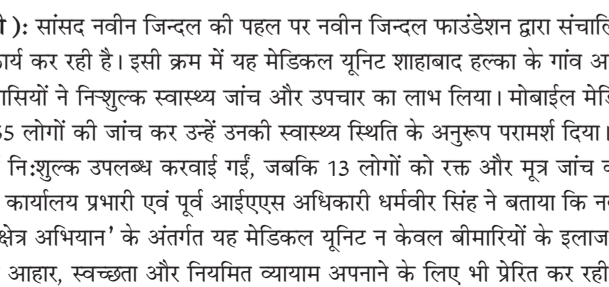 ): सांसद नवीन जिन्दल की पहल पर नवीन जिन्दल फाउंडेशन द्वारा
कार्य कर रही है। इसी क्रम में यह मेडिकल यूनिट शाहाबाद हल्का के गांव
ने निःशुल्क स्वास्थ्य जांच और उपचार का लाभ लिया। मोबाईल
लोगों की जांच कर उन्हें उनकी स्वास्थ्य स्थिति के अनुरूप परामर्श दिया।
नि:शुल्क उपलब्ध करवाई गईं, जबकि 13 लोगों को रक्त और मूत्र जांच
कार्यालय प्रभारी एवं पूर्व आईएएस अधिकारी धर्मवीर सिंह ने बताया कि
क्षेत्र अभियान' के अंतर्गत यह मेडिकल यूनिट न केवल बीमारियों के इलाज
आहार, स्वच्छता और नियमित व्यायाम अपनाने के लिए भी प्रेरित कर रही